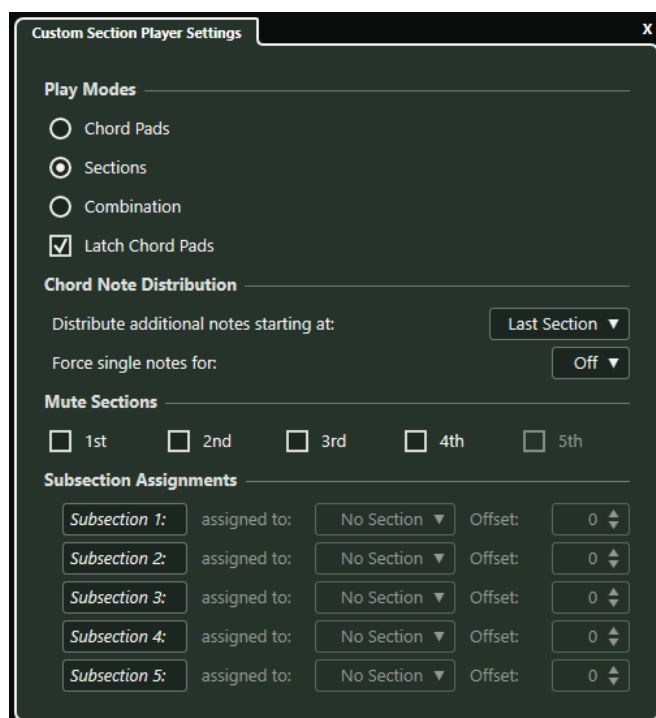 Custom Section Player Settings X
Play Modes
Chord Pads
Sections
Combination
Latch Chord Pads
Chord Note Distribution
Distribute additional notes starting at: Last Section
Force single notes for: Off
Mute Sections
1st 2nd 3rd 4th 5th
Subsection Assignments
Subsection 1: assigned to: No Section Offset: 0
Subsection 2: assigned to: No Section Offset: 0
Subsection 3: assigned to: No Section Offset: 0
Subsection 4: assigned to: No Section Offset: 0
Subsection 5: assigned to: No Section Offset: 0